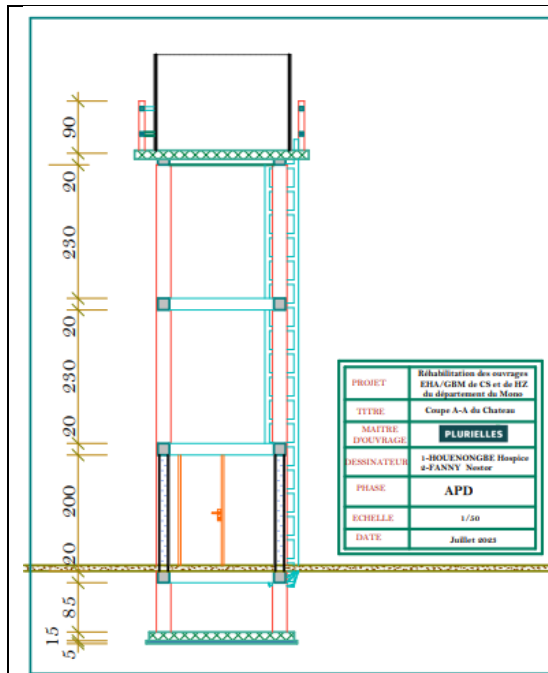 90
20
230
20
230
20
200
20
85
15
5
PROJET
Réhabilitation des ouvrages
EHA/GBM de CS et de HZ
du département du Mono
TITRE
Coupe A-A du Chateau
MAITRE
D'OUVRAGE
PLURIELLES
DESSINATEUR
1-HOUENONGBE Hospice
2-FANNY Nestor
PHASE
APD
ECHELLE
1/50
DATE
Juillet 2023